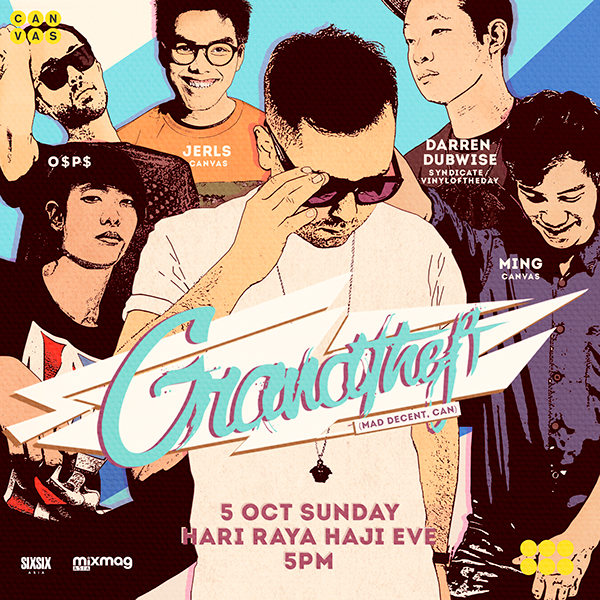 CAN
VAS
O$P$
JERLS
CANVAS
DARREN
DUBWISE
SYNDICATE/
VINYLOFTHEDAY
MING
CANVAS
Grandtheft
(MAD DECENT, CAN)
5 OCT SUNDAY
HARI RAYA HAJI EVE
5PM
SIXSIX
ASIA
mixmag
ASIA